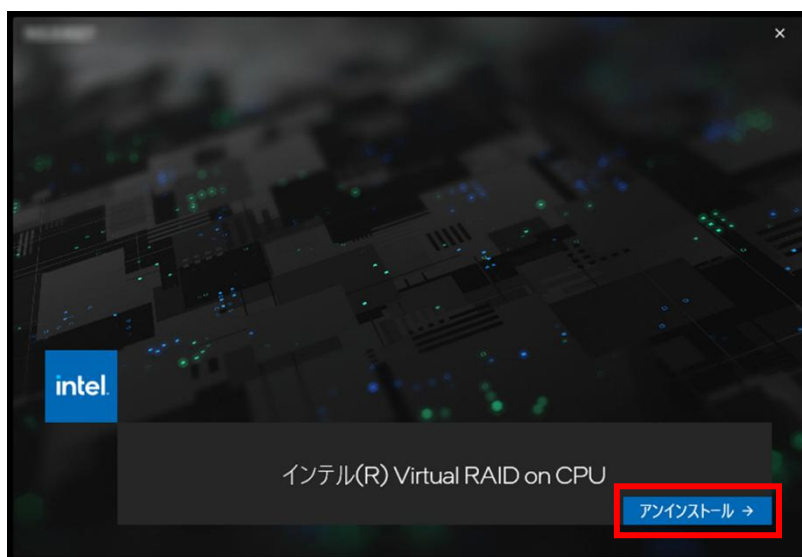 ×
intel.
インテル(R) Virtual RAID on CPU
アンインストール →